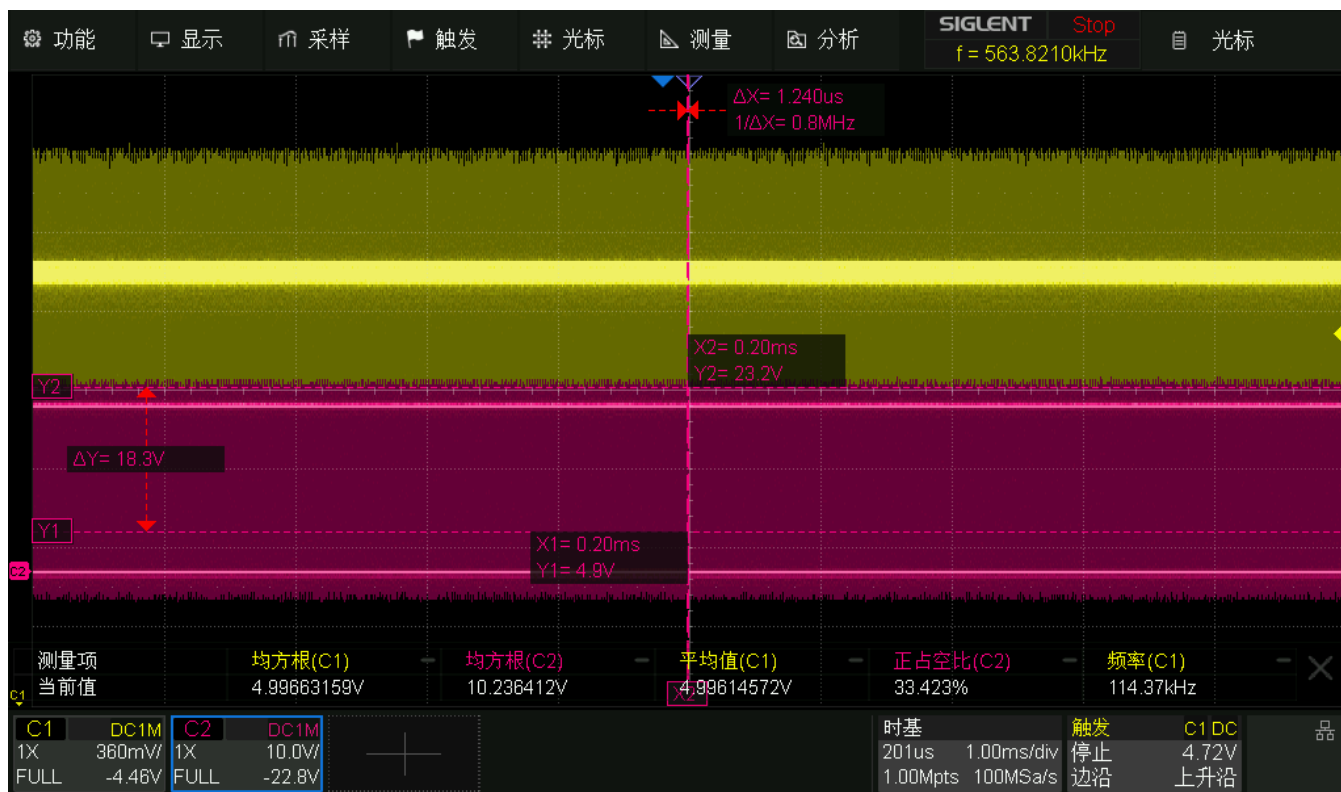 功能 显示 采样 触发 光标 测量 分析 SIGLENT Stop 光标
f = 563.8210kHz
ΔX= 1.240us
1/ΔX= 0.8MHz
X2= 0.20ms
Y2= 23.2V
Y2
ΔY= 18.3V
Y1
X1= 0.20ms
Y1= 4.9V
C2
测量项 均方根(C1) 均方根(C2) 平均值(C1) 正占空比(C2) 频率(C1)
C1 当前值 4.99663159V 10.236412V 4.99614572V 33.423% 114.37kHz
X2
C1 DC1M C2 DC1M 时基 触发 C1 DC
1X 360mV/ 1X 10.0V/ 201us 1.00ms/div 停止 4.72V
FULL -4.46V FULL -22.8V 1.00Mpts 100MSa/s 边沿 上升沿